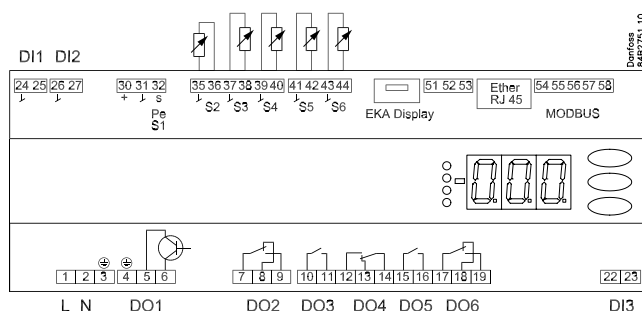 Danfoss
84B2751.10
DI1 DI2
24 25 26 27 30 31 32 35 36 37 38 39 40 41 42 43 44 51 52 53 54 55 56 57 58
+ s
S2 S3 S4 S5 S6
Pe
S1
EKA Display
Ether
RJ 45
MODBUS
000
1 2 3 4 5 6 7 8 9 10 11 12 13 14 15 16 17 18 19 22 23
L N DO1 DO2 DO3 DO4 DO5 DO6 DI3